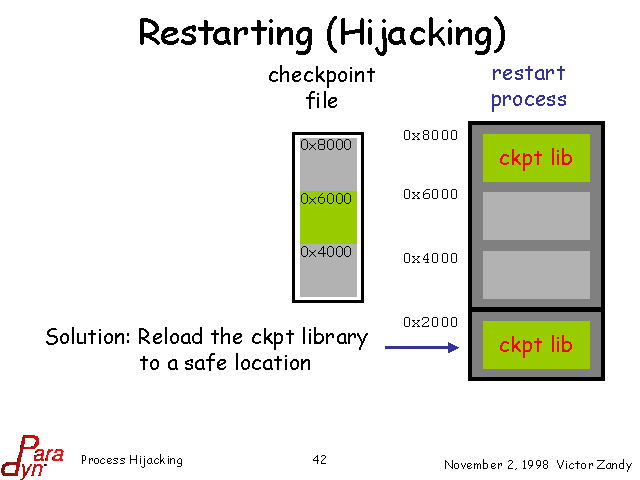 Restarting (Hijacking)
checkpoint
file
restart
process
0x8000
0x6000
0x4000
0x8000
0x6000
0x4000
0x2000
ckpt lib
ckpt lib
Solution: Reload the ckpt library
to a safe location
Para
dyn
Process Hijacking
42
November 2, 1998 Victor Zandy